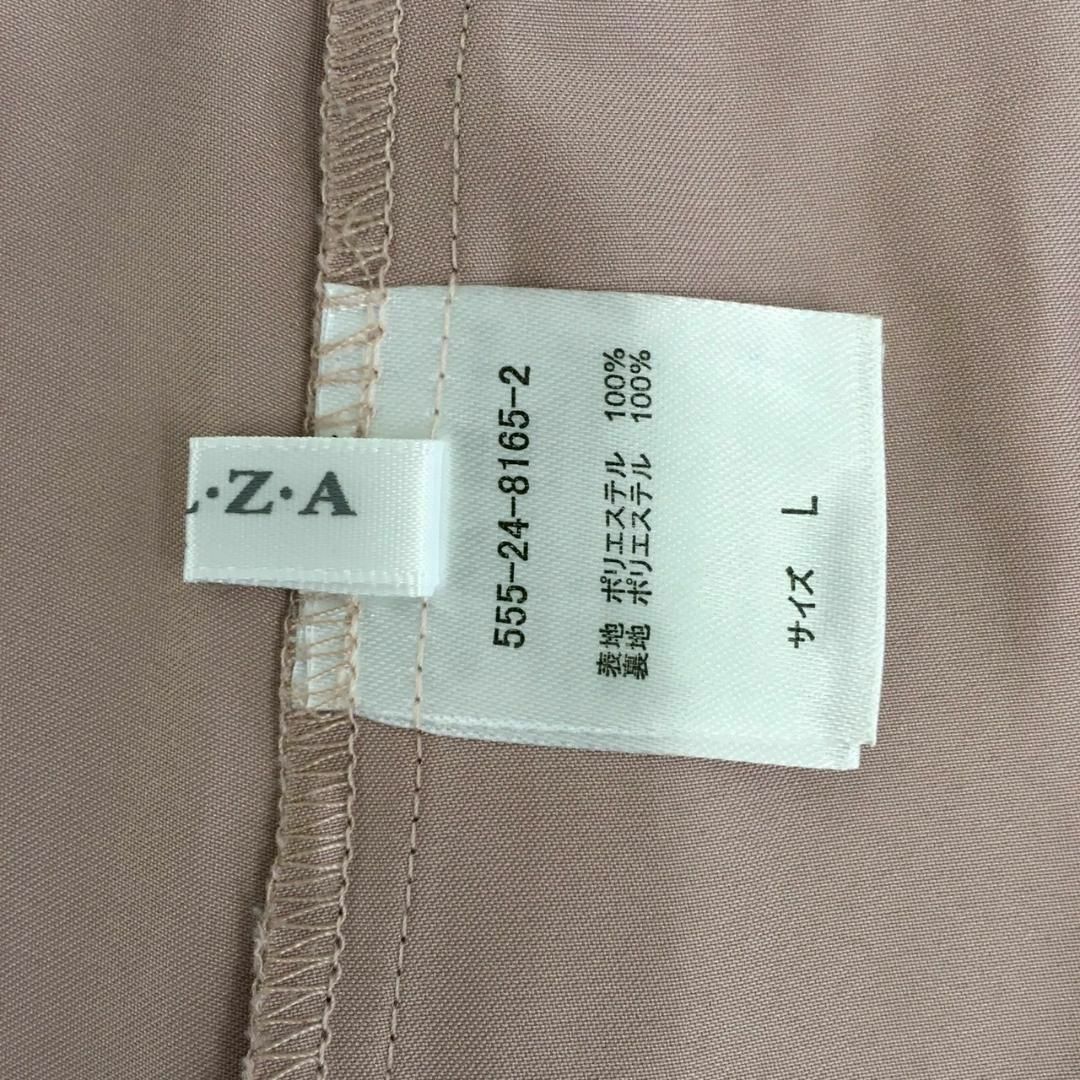 ·Z·A
555-24-8165-2
表地 ポリエステル 100%
裏地 ポリエステル 100%
サイズ L